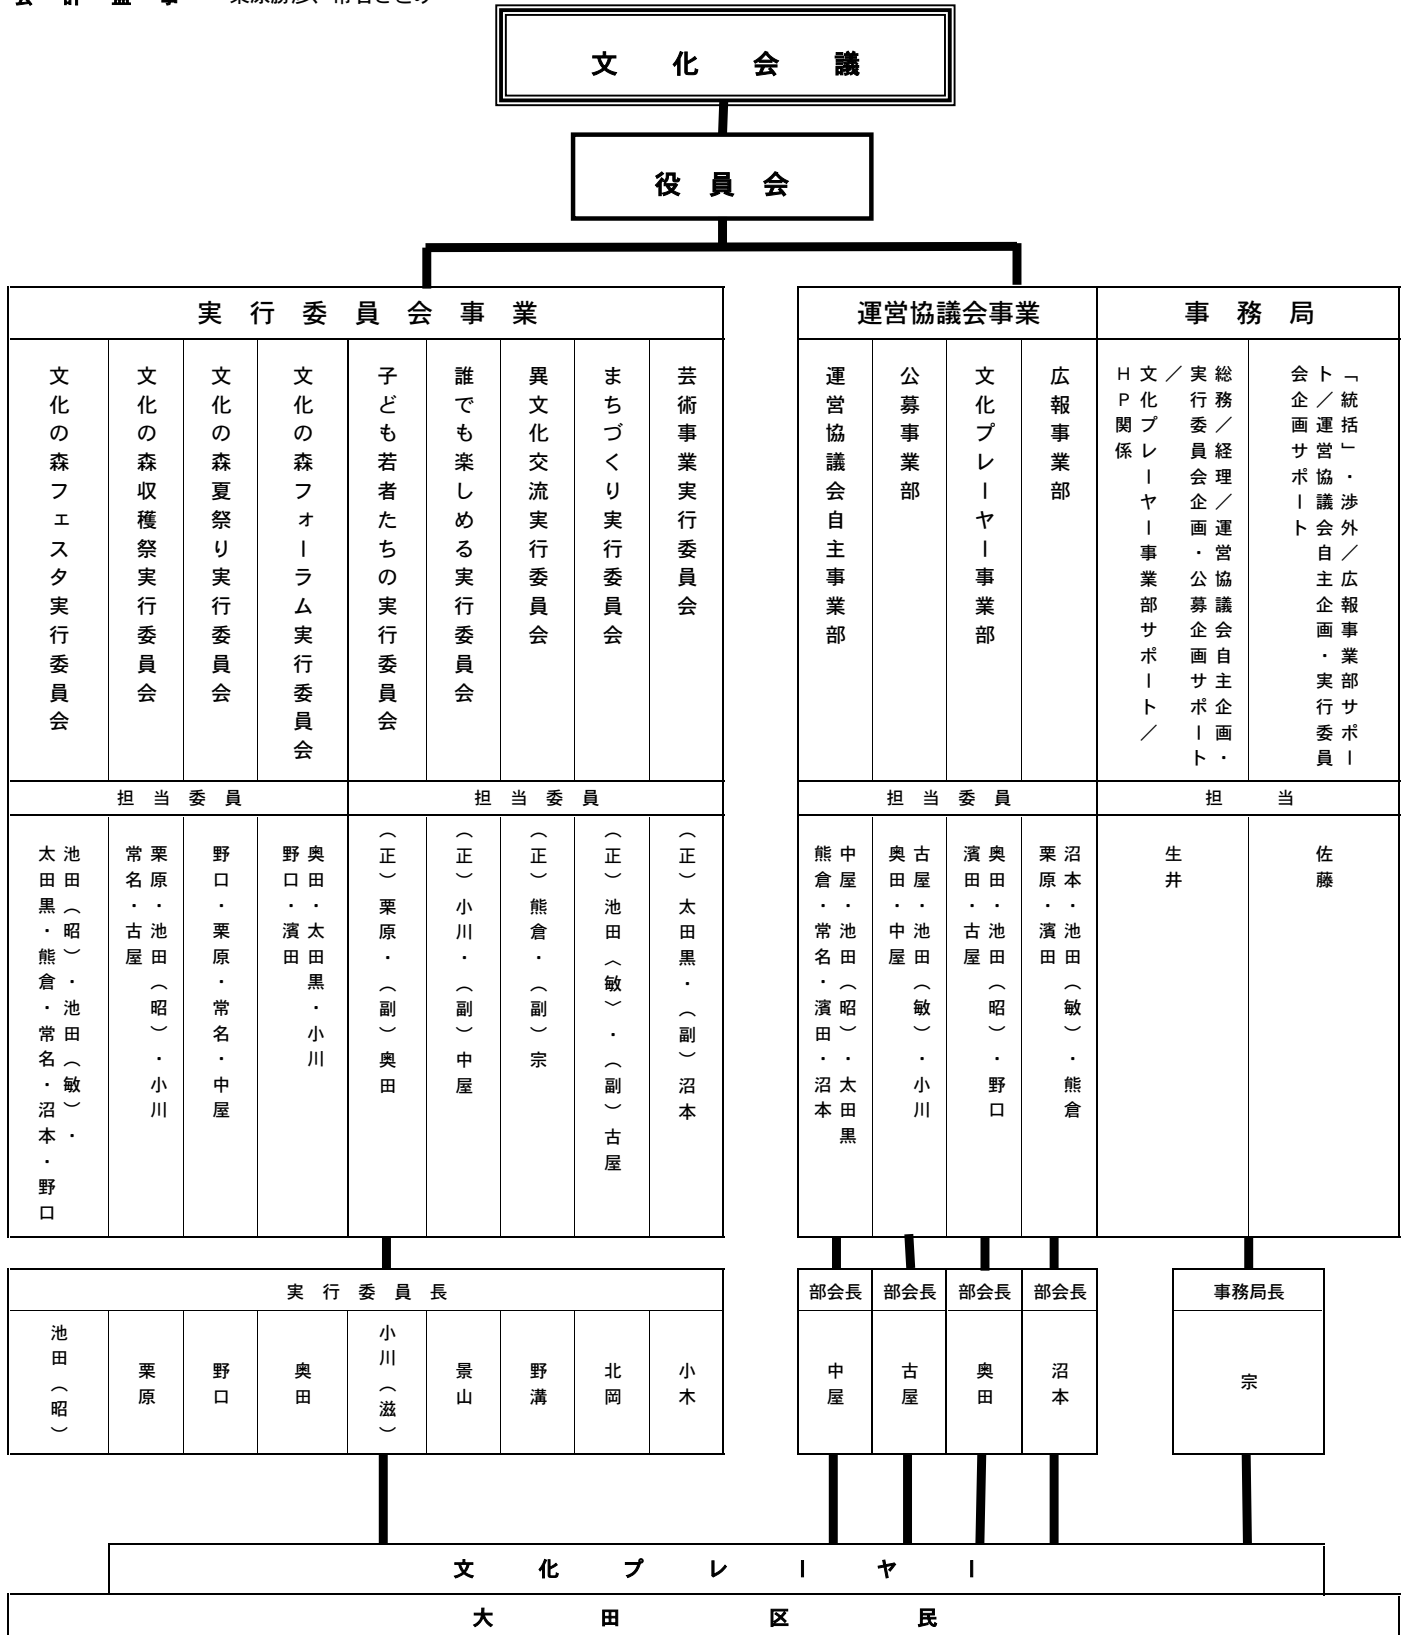 文化会議
役員会
実行委員会事業
文化の森フェスタ実行委員会
文化の森収穫祭実行委員会
文化の森夏祭り実行委員会
文化の森フォーラム実行委員会
子ども若者たちの実行委員会
誰でも楽しめる実行委員会
異文化交流実行委員会
まちづくり実行委員会
芸術事業実行委員会
担当委員
担当委員
池田（昭）・池田（敏）・
太田黒・熊倉・常名・沼本・野口
栗原・池田（昭）・小川
常名・古屋
野口・栗原・常名・中屋
奥田・太田黒・小川
野口・濱田
（正）栗原・（副）奥田
（正）小川・（副）中屋
（正）熊倉・（副）宗
（正）池田（敏）・（副）古屋
（正）太田黒・（副）沼本
実行委員長
池田（昭）
栗原
野口
奥田
小川（滋）
景山
野溝
北岡
小木
運営協議会事業
運営協議会自主事業部
公募事業部
文化プレーヤー事業部
広報事業部
担当委員
中屋・池田（昭）・太田黒
熊倉・常名・濱田・沼本
古屋・池田（敏）・小川
奥田・中屋
奥田・池田（昭）・野口
濱田・古屋
沼本・池田（敏）・熊倉
栗原・濱田
部会長
部会長
部会長
部会長
中屋
古屋
奥田
沼本
事務局
総務／経理／運営協議会自主企画・
実行委員会企画・公募企画サポート
／
文化プレーヤー事業部サポート／
ＨＰ関係
「統括」・渉外／広報事業部サポー
ト／運営協議会自主企画・実行委員
会企画サポート
担当
生井
佐藤
事務局長
宗
文化プレーヤー
大田区民